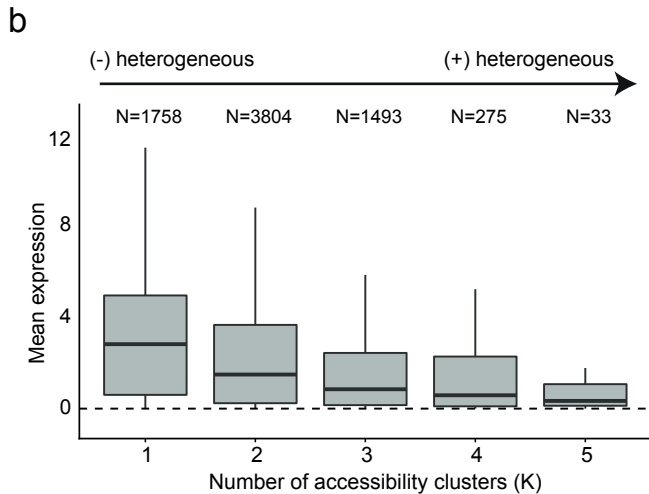 b
(-) heterogeneous (+) heterogeneous
N=1758 N=3804 N=1493 N=275 N=33
12
8
4
0
Mean expression
1 2 3 4 5
Number of accessibility clusters (K)